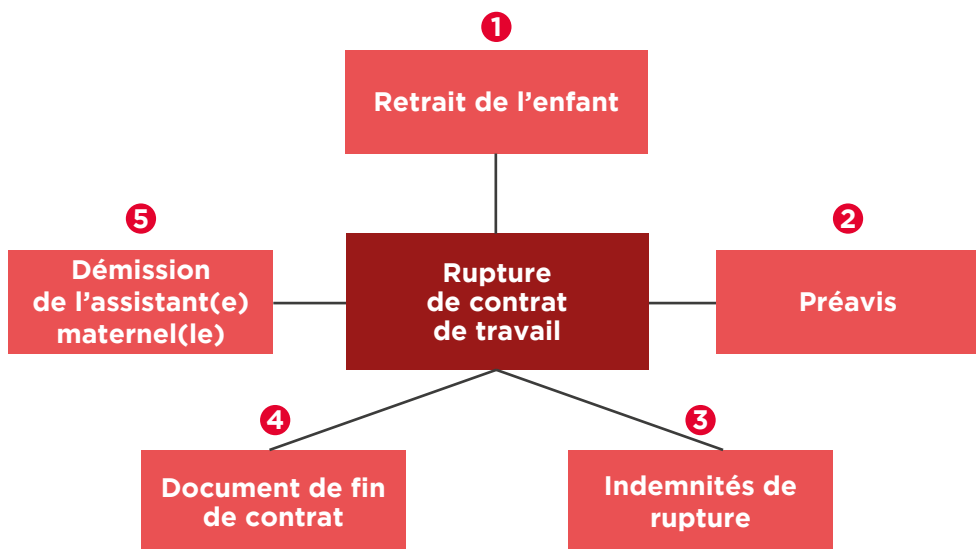 1
Retrait de l’enfant
5
Démission
de l’assistant(e)
maternel(le)
Rupture
de contrat
de travail
2
Préavis
4
Document de fin
de contrat
3
Indemnités de
rupture